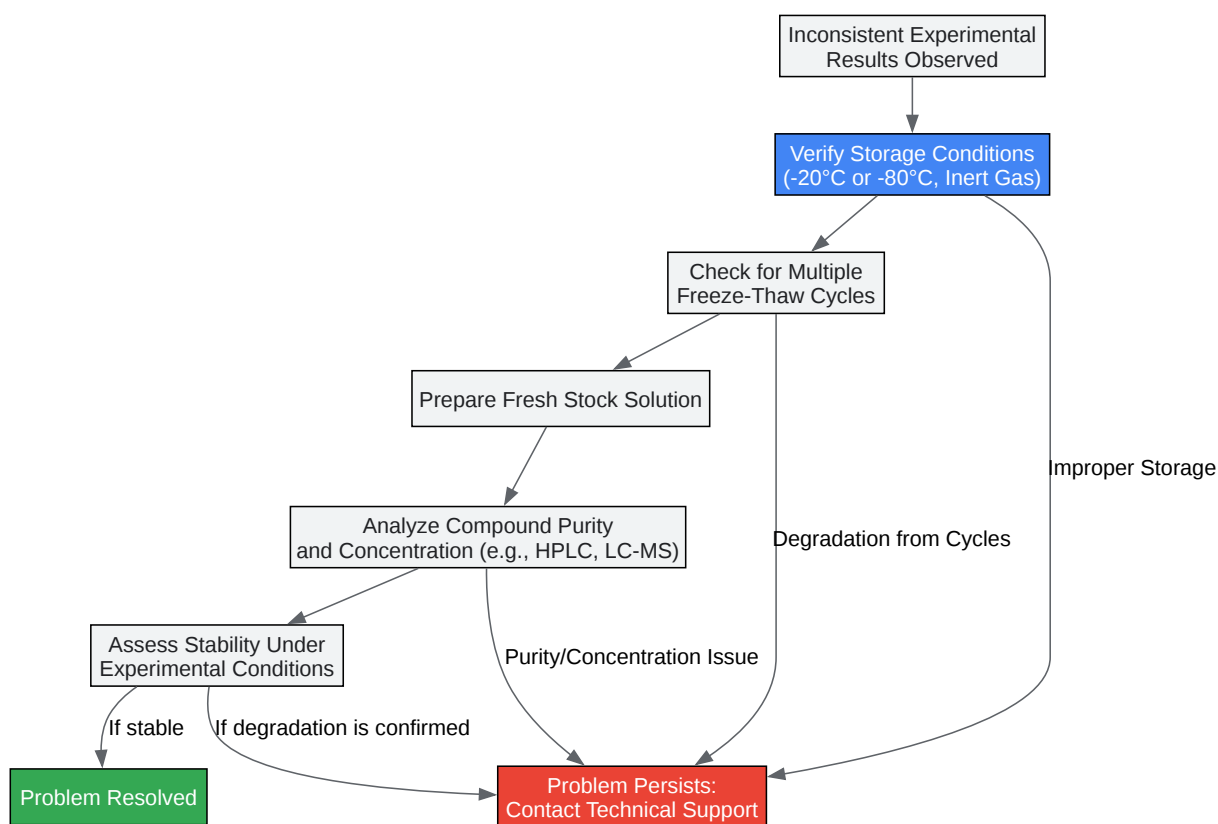 Inconsistent Experimental
Results Observed
Verify Storage Conditions
(-20°C or -80°C, Inert Gas)
Check for Multiple
Freeze-Thaw Cycles
Prepare Fresh Stock Solution
Improper Storage
Analyze Compound Purity
and Concentration (e.g., HPLC, LC-MS)
Degradation from Cycles
Assess Stability Under
Experimental Conditions
Purity/Concentration Issue
If stable
If degradation is confirmed
Problem Resolved
Problem Persists:
Contact Technical Support